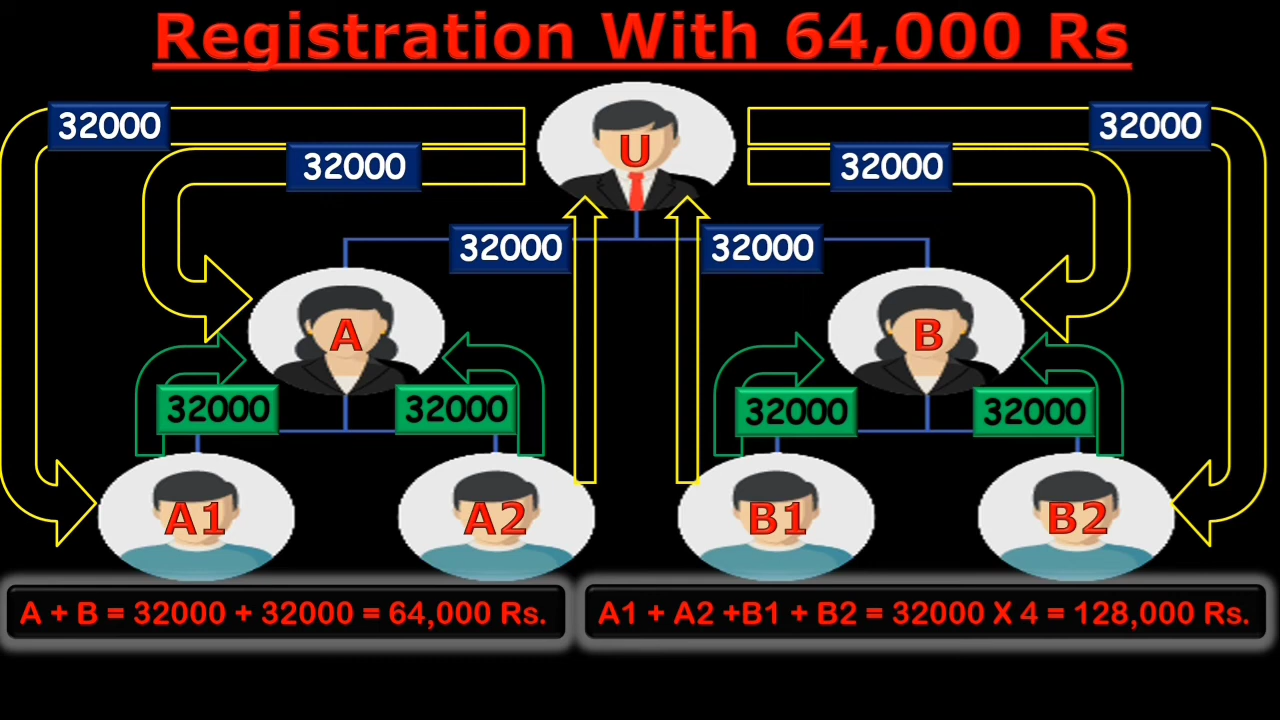 Registration With 64,000 Rs
32000
32000
U
32000
32000
32000
32000
A
B
32000
32000
32000
32000
A1
A2
B1
B2
A + B = 32000 + 32000 = 64,000 Rs.
A1 + A2 +B1 + B2 = 32000 X 4 = 128,000 Rs.